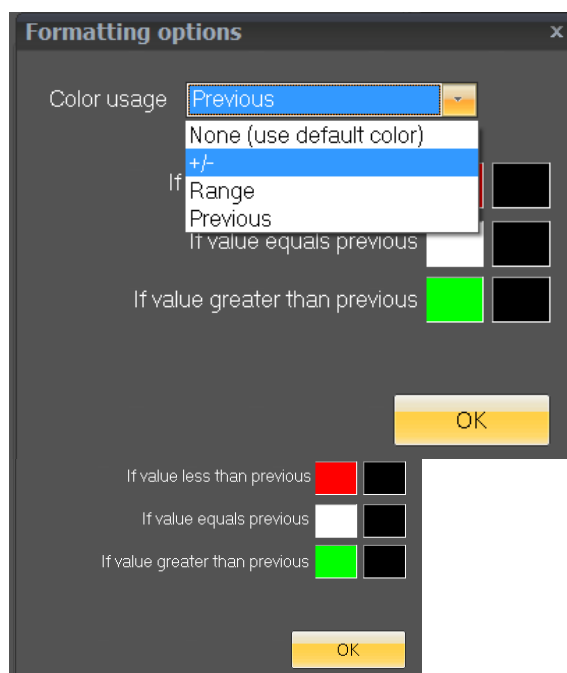 Formatting options x
Color usage Previous
None (use default color)
+/-
If
Range
Previous
If value equals previous
If value greater than previous
OK
If value less than previous
If value equals previous
If value greater than previous
OK